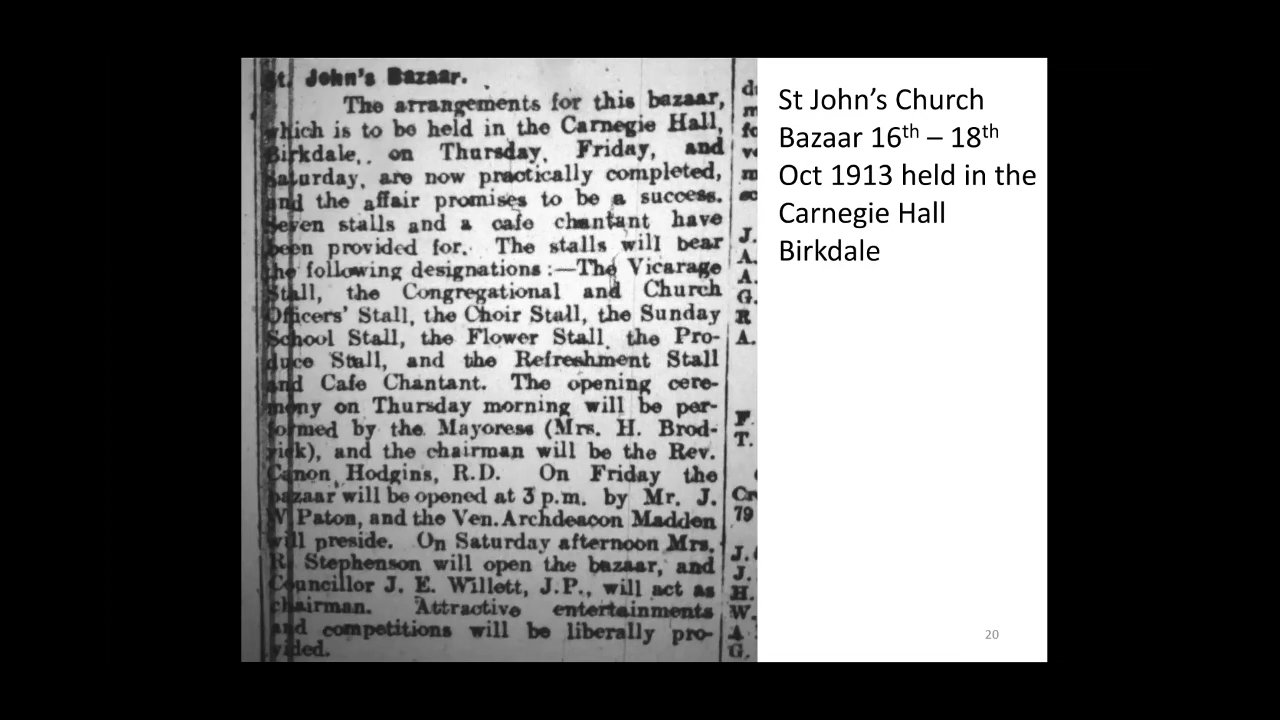 St. John's Bazaar.
The arrangements for this bazaar,
which is to be held in the Carnegie Hall,
Birkdale, on Thursday, Friday, and
Saturday, are now practically completed,
and the affair promises to be a success.
Seven stalls and a cafe chantant have
been provided for. The stalls will bear
the following designations :—The Vicarage
Stall, the Congregational and Church
Officers' Stall, the Choir Stall, the Sunday
School Stall, the Flower Stall, the Pro-
duce Stall, and the Refreshment Stall
and Cafe Chantant. The opening cere-
mony on Thursday morning will be per-
formed by the Mayoress (Mrs. H. Brod-
rick), and the chairman will be the Rev.
Canon Hodgins, R.D. On Friday the
bazaar will be opened at 3 p.m. by Mr. J.
W. Paton, and the Ven. Archdeacon Madden
will preside. On Saturday afternoon Mrs.
R. Stephenson will open the bazaar, and
Councillor J. E. Willett, J.P., will act as
chairman. Attractive entertainments
and competitions will be liberally pro-
vided.
J.
A.
A.
G.
R
A.
F.
T.
79
J.
J.
H.
W.
A
G.
St John's Church
Bazaar 16th – 18th
Oct 1913 held in the
Carnegie Hall
Birkdale
20